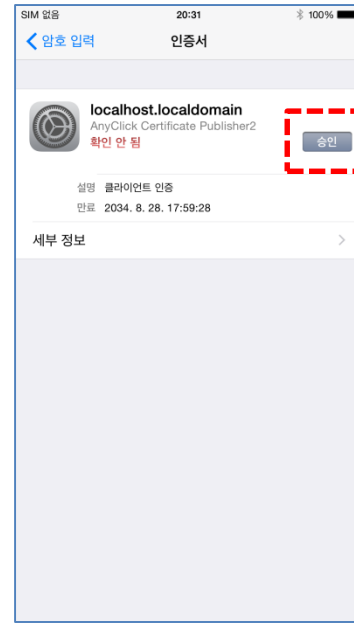 SIM 없음 20:31 100%
암호 입력 인증서
localhost.localdomain
AnyClick Certificate Publisher2
확인 안 됨
승인
설명 클라이언트 인증
만료 2034. 8. 28. 17:59:28
세부 정보